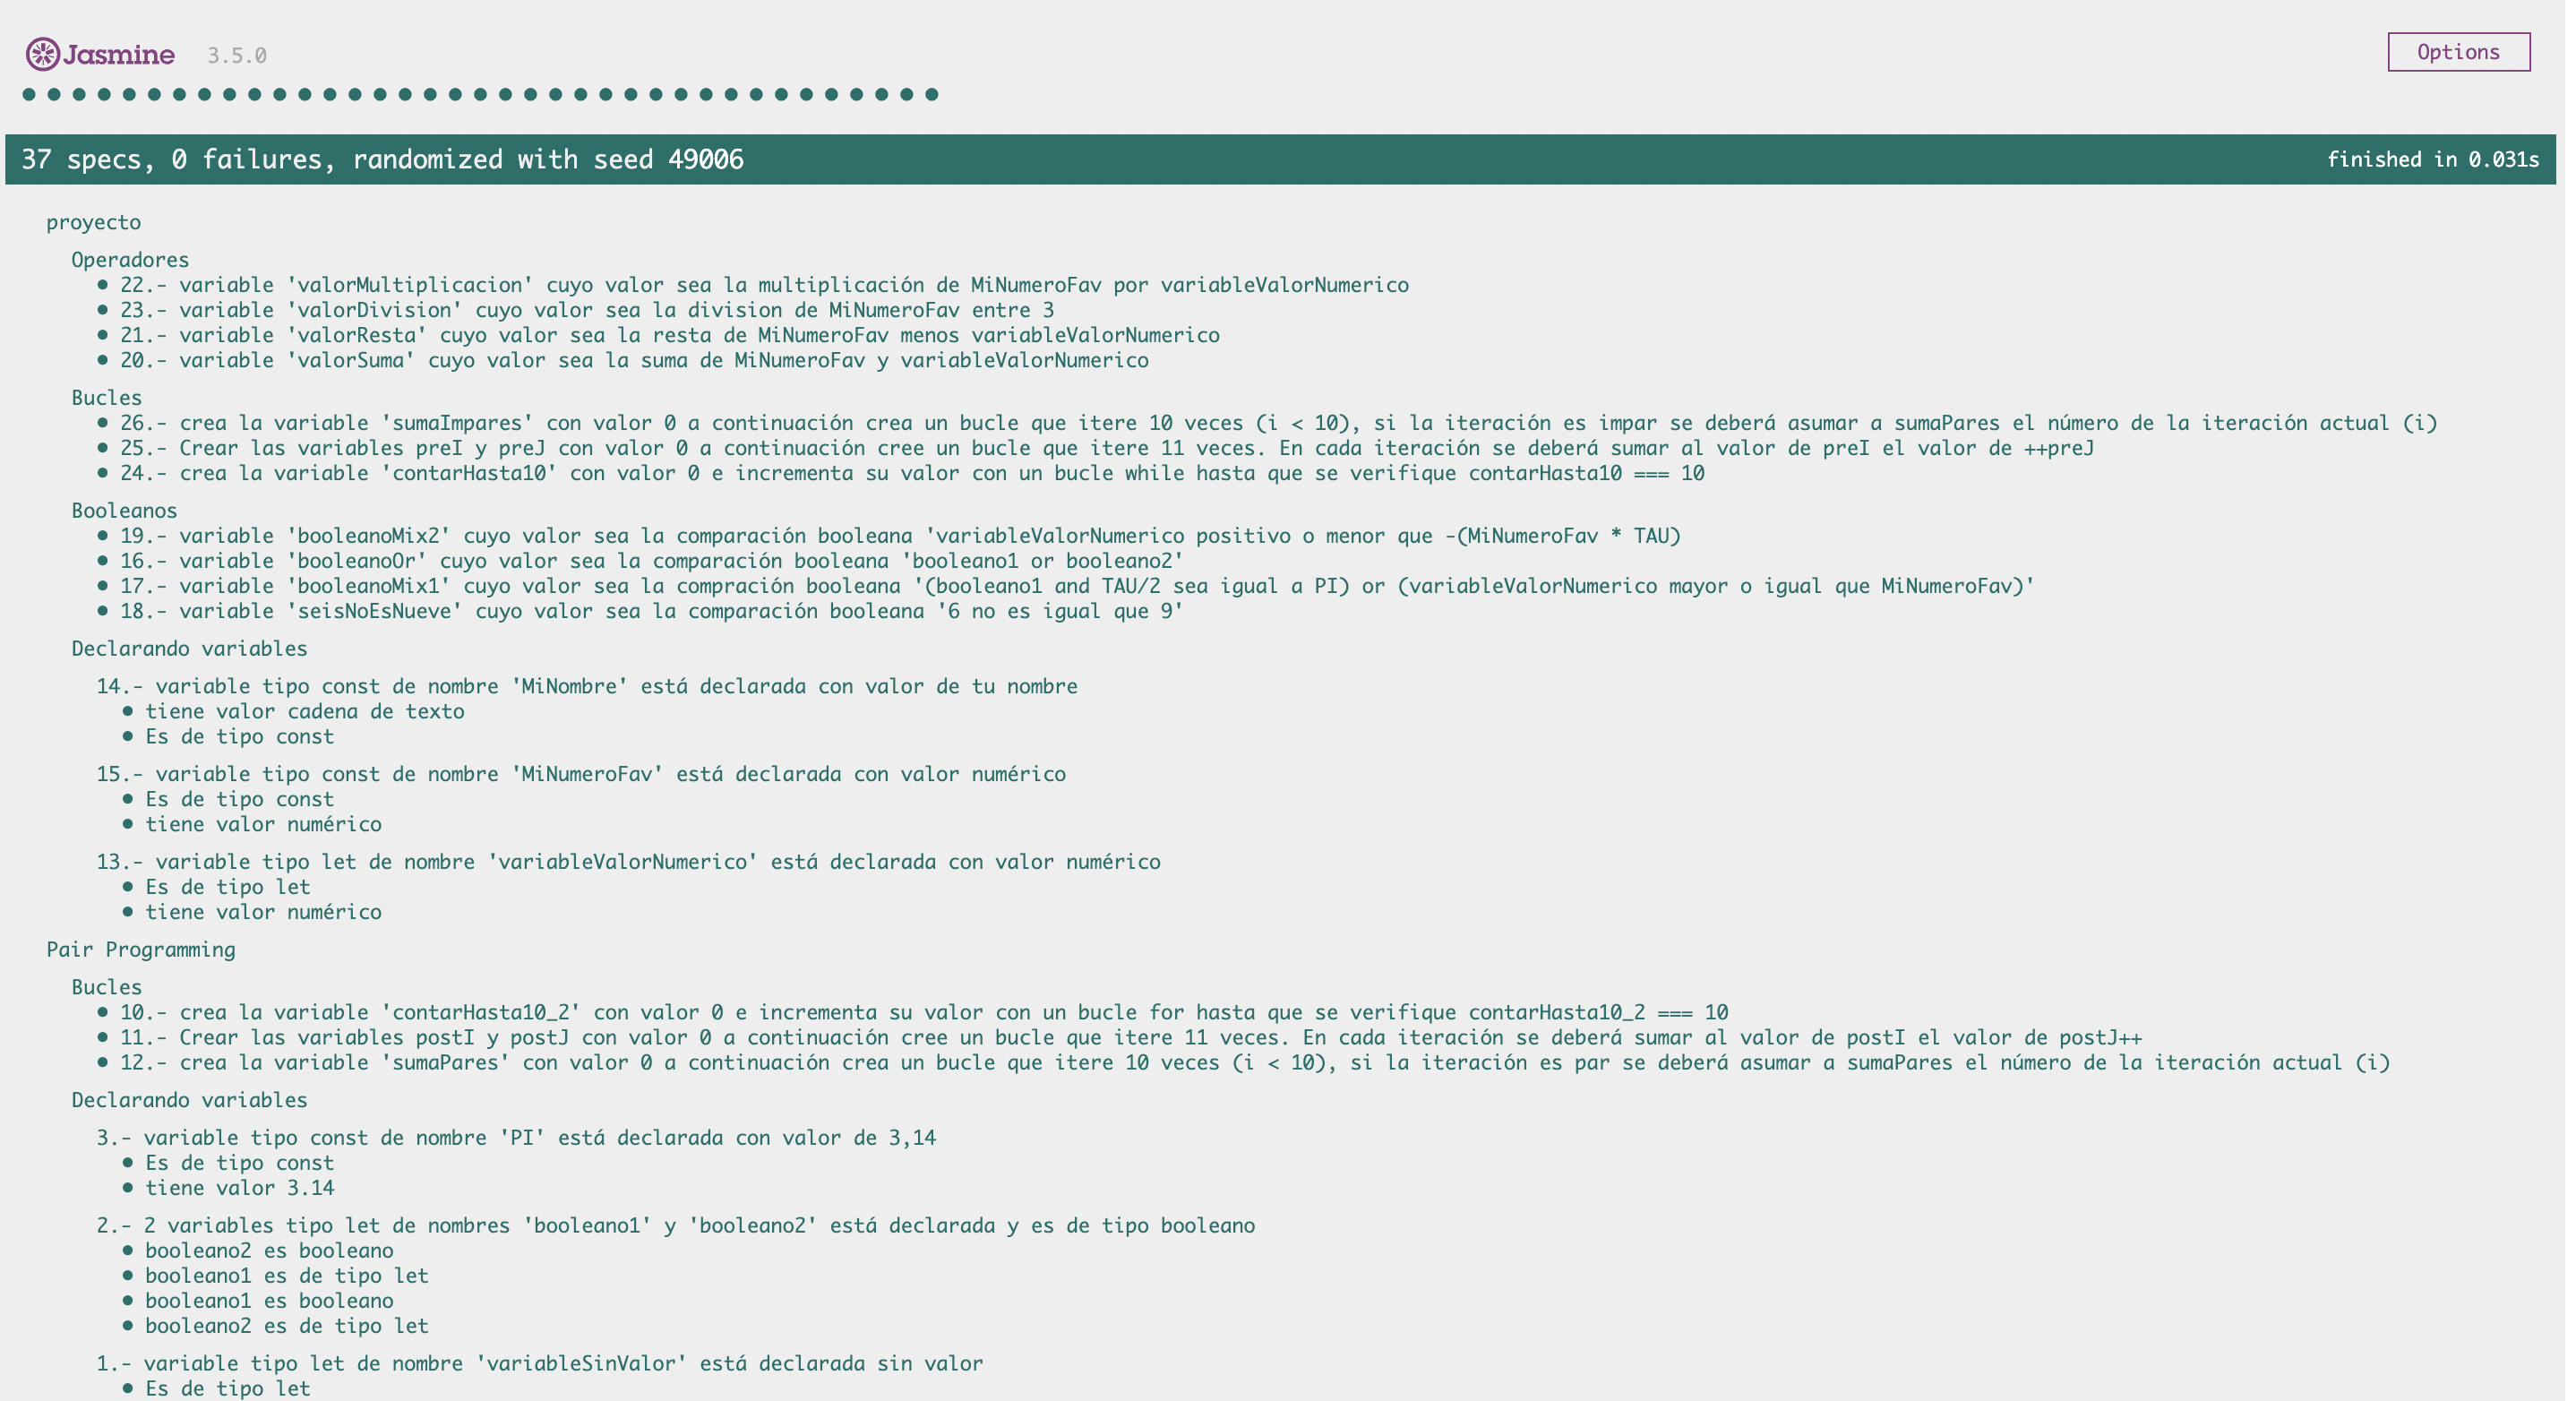 Jasmine 3.5.0
Options
37 specs, 0 failures, randomized with seed 49006
finished in 0.031s
proyecto
Operadores
• 22.- variable 'valorMultiplicacion' cuyo valor sea la multiplicación de MiNumeroFav por variableValorNumerico
• 23.- variable 'valorDivision' cuyo valor sea la division de MiNumeroFav entre 3
• 21.- variable 'valorResta' cuyo valor sea la resta de MiNumeroFav menos variableValorNumerico
• 20.- variable 'valorSuma' cuyo valor sea la suma de MiNumeroFav y variableValorNumerico
Bucles
• 26.- crea la variable 'sumaImpares' con valor 0 a continuación crea un bucle que itere 10 veces (i < 10), si la iteración es impar se deberá asumar a sumaPares el número de la iteración actual (i)
• 25.- Crear las variables preI y preJ con valor 0 a continuación cree un bucle que itere 11 veces. En cada iteración se deberá sumar al valor de preI el valor de ++preJ
• 24.- crea la variable 'contarHasta10' con valor 0 e incrementa su valor con un bucle while hasta que se verifique contarHasta10 === 10
Booleanos
• 19.- variable 'booleanoMix2' cuyo valor sea la comparación booleana 'variableValorNumerico positivo o menor que -(MiNumeroFav * TAU)
• 16.- variable 'booleanoOr' cuyo valor sea la comparación booleana 'booleano1 or booleano2'
• 17.- variable 'booleanoMix1' cuyo valor sea la compración booleana '(booleano1 and TAU/2 sea igual a PI) or (variableValorNumerico mayor o igual que MiNumeroFav)'
• 18.- variable 'seisNoEsNueve' cuyo valor sea la comparación booleana '6 no es igual que 9'
Declarando variables
14.- variable tipo const de nombre 'MiNombre' está declarada con valor de tu nombre
• tiene valor cadena de texto
• Es de tipo const
15.- variable tipo const de nombre 'MiNumeroFav' está declarada con valor numérico
• Es de tipo const
• tiene valor numérico
13.- variable tipo let de nombre 'variableValorNumerico' está declarada con valor numérico
• Es de tipo let
• tiene valor numérico
Pair Programming
Bucles
• 10.- crea la variable 'contarHasta10_2' con valor 0 e incrementa su valor con un bucle for hasta que se verifique contarHasta10_2 === 10
• 11.- Crear las variables postI y postJ con valor 0 a continuación cree un bucle que itere 11 veces. En cada iteración se deberá sumar al valor de postI el valor de postJ++
• 12.- crea la variable 'sumaPares' con valor 0 a continuación crea un bucle que itere 10 veces (i < 10), si la iteración es par se deberá asumar a sumaPares el número de la iteración actual (i)
Declarando variables
3.- variable tipo const de nombre 'PI' está declarada con valor de 3,14
• Es de tipo const
• tiene valor 3.14
2.- 2 variables tipo let de nombres 'booleano1' y 'booleano2' está declarada y es de tipo booleano
• booleano2 es booleano
• booleano1 es de tipo let
• booleano1 es booleano
• booleano2 es de tipo let
1.- variable tipo let de nombre 'variableSinValor' está declarada sin valor
• Es de tipo let